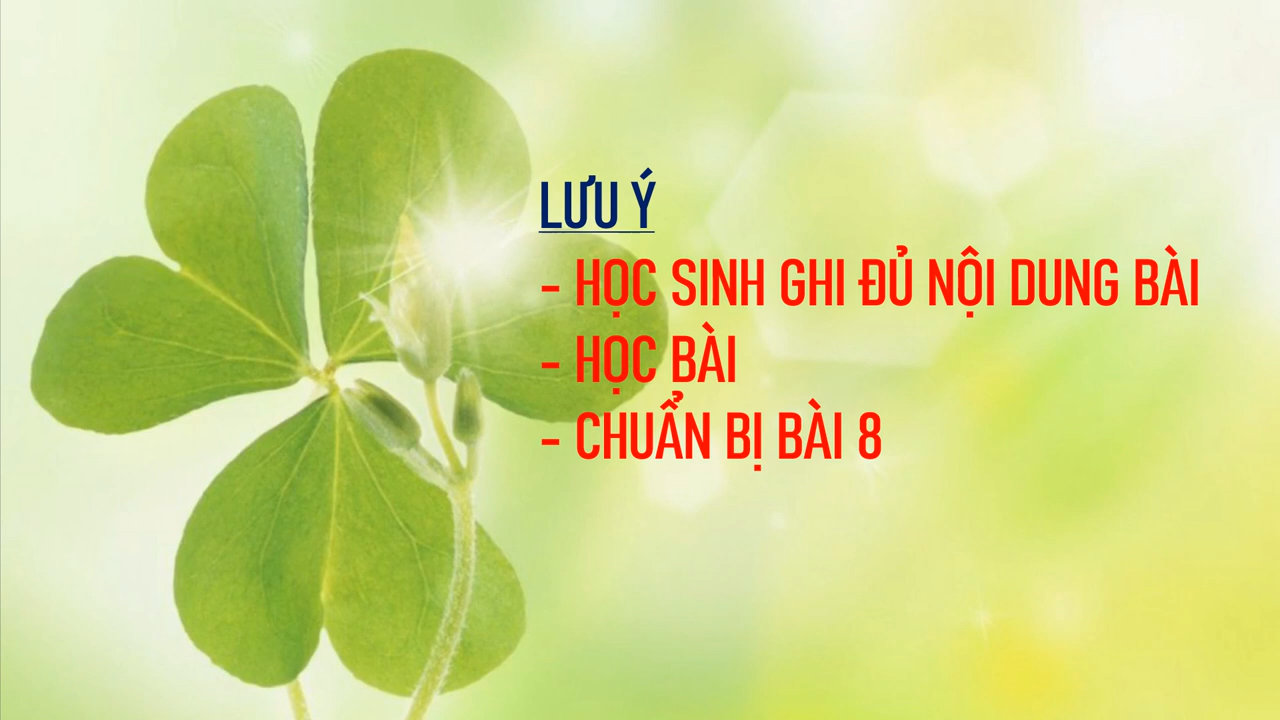 LƯU Ý
- HỌC SINH GHI ĐỦ NỘI DUNG BÀI
- HỌC BÀI
- CHUẨN BỊ BÀI 8